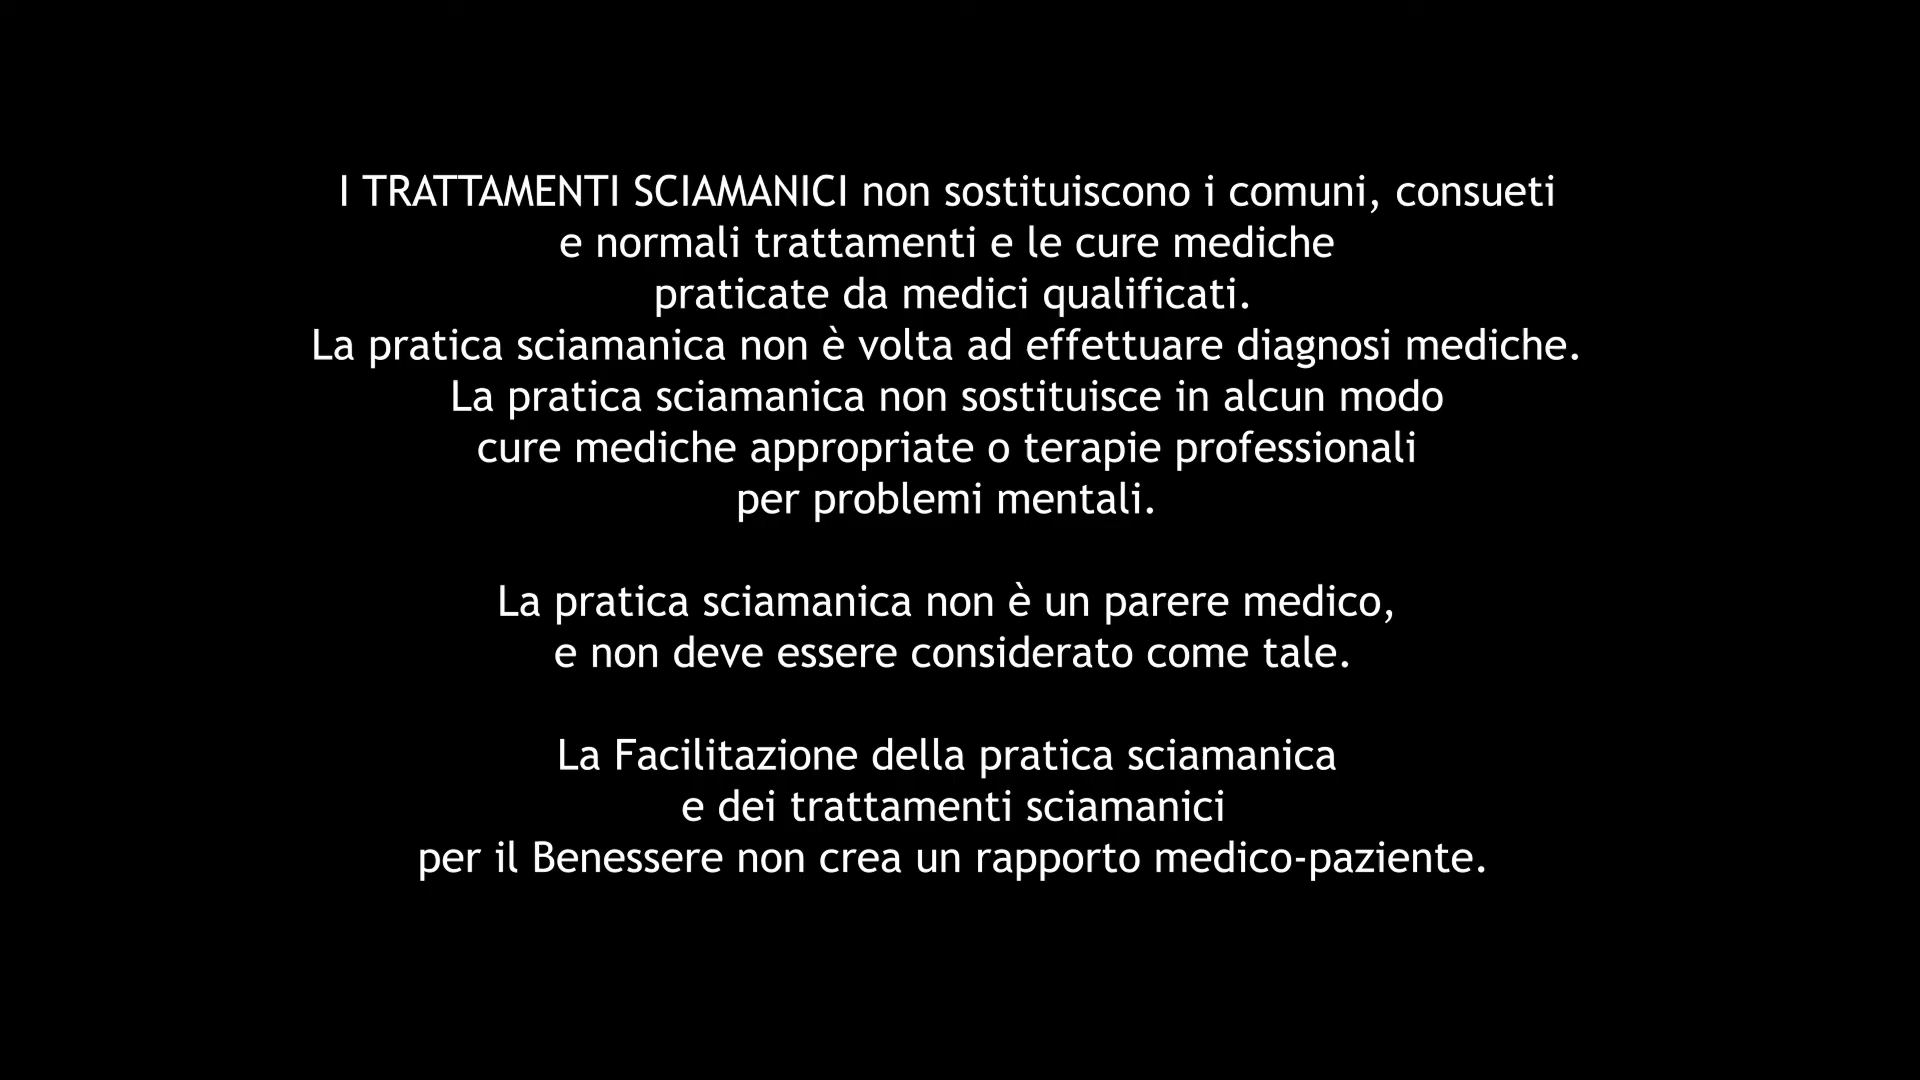 I TRATTAMENTI SCIAMANICI non sostituiscono i comuni, consueti
e normali trattamenti e le cure mediche
praticate da medici qualificati.
La pratica sciamanica non è volta ad effettuare diagnosi mediche.
La pratica sciamanica non sostituisce in alcun modo
cure mediche appropriate o terapie professionali
per problemi mentali.
La pratica sciamanica non è un parere medico,
e non deve essere considerato come tale.
La Facilitazione della pratica sciamanica
e dei trattamenti sciamanici
per il Benessere non crea un rapporto medico-paziente.